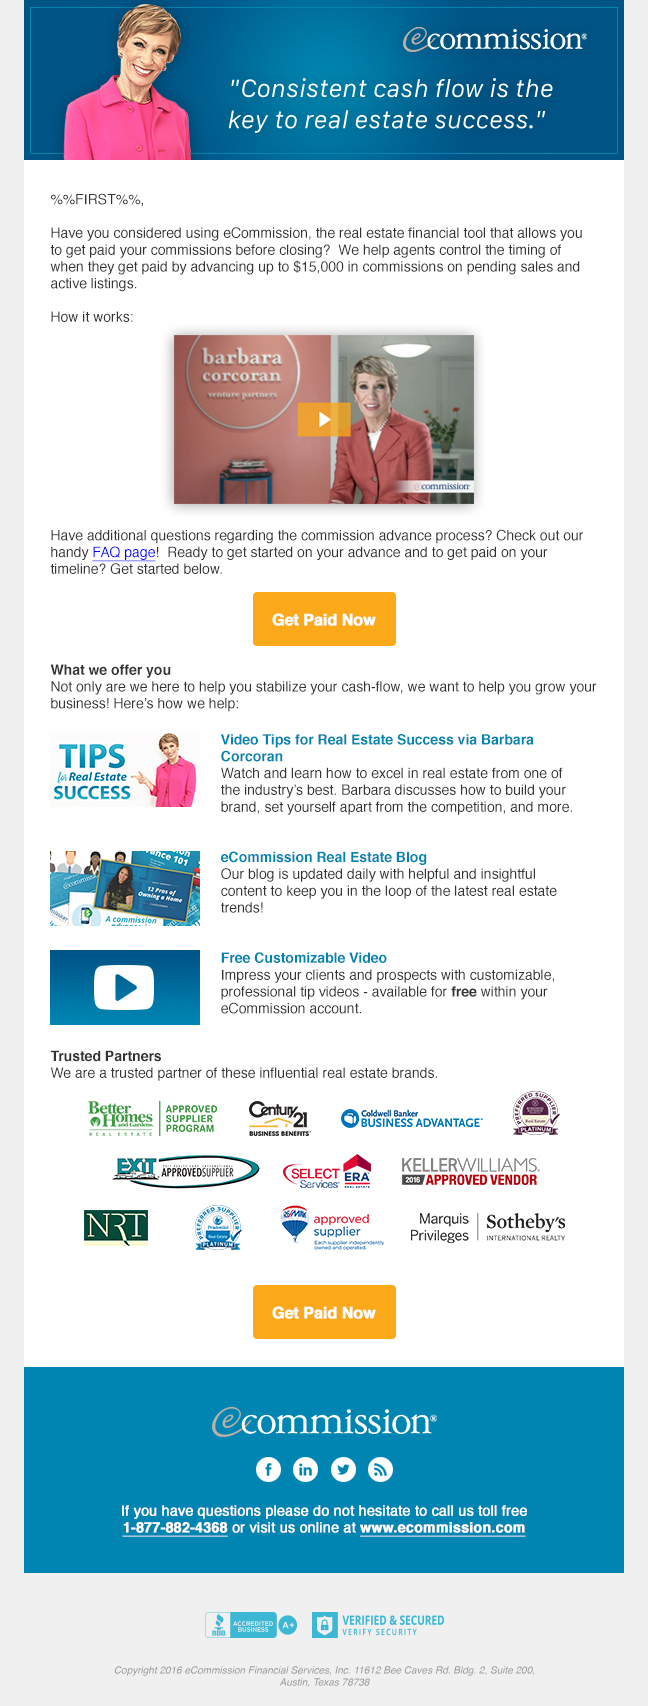 ecommission®
"Consistent cash flow is the
key to real estate success."
%%FIRST%%,
Have you considered using eCommission, the real estate financial tool that allows you
to get paid your commissions before closing?  We help agents control the timing of
when they get paid by advancing up to $15,000 in commissions on pending sales and
active listings.
How it works:
barbara
corcoran
venture partners
ecommission®
Have additional questions regarding the commission advance process? Check out our
handy FAQ page!  Ready to get started on your advance and to get paid on your
timeline? Get started below.
Get Paid Now
What we offer you
Not only are we here to help you stabilize your cash-flow, we want to help you grow your
business! Here's how we help:
TIPS
for Real Estate
SUCCESS
Video Tips for Real Estate Success via Barbara
Corcoran
Watch and learn how to excel in real estate from one of
the industry's best. Barbara discusses how to build your
brand, set yourself apart from the competition, and more.
12 Pros of
Owning a Home
A commission
eCommission Real Estate Blog
Our blog is updated daily with helpful and insightful
content to keep you in the loop of the latest real estate
trends!
Free Customizable Video
Impress your clients and prospects with customizable,
professional tip videos - available for free within your
eCommission account.
Trusted Partners
We are a trusted partner of these influential real estate brands.
Better
Homes
and Gardens.
REAL ESTATE
APPROVED
SUPPLIER
PROGRAM
Century
21
BUSINESS BENEFITS
Coldwell Banker
BUSINESS ADVANTAGE
PREFERRED SUPPLIER
Real Estate
PLATINUM
EXIT
APPROVED SUPPLIER
SELECT
Services
ERA
REAL ESTATE
KELLERWILLIAMS.
2016 APPROVED VENDOR
NRT
PREFERRED SUPPLIER
Prudential
Real Estate
PLATINUM
RE/MAX
approved
supplier
Each supplier independently
owned and operated.
Marquis
Privileges
Sotheby's
INTERNATIONAL REALTY
Get Paid Now
ecommission®
If you have questions please do not hesitate to call us toll free
1-877-882-4368 or visit us online at www.ecommission.com
BBB
ACCREDITED
BUSINESS
A+
VERIFIED & SECURED
VERIFY SECURITY
Copyright 2016 eCommission Financial Services, Inc. 11612 Bee Caves Rd. Bldg. 2, Suite 200,
Austin, Texas 78738